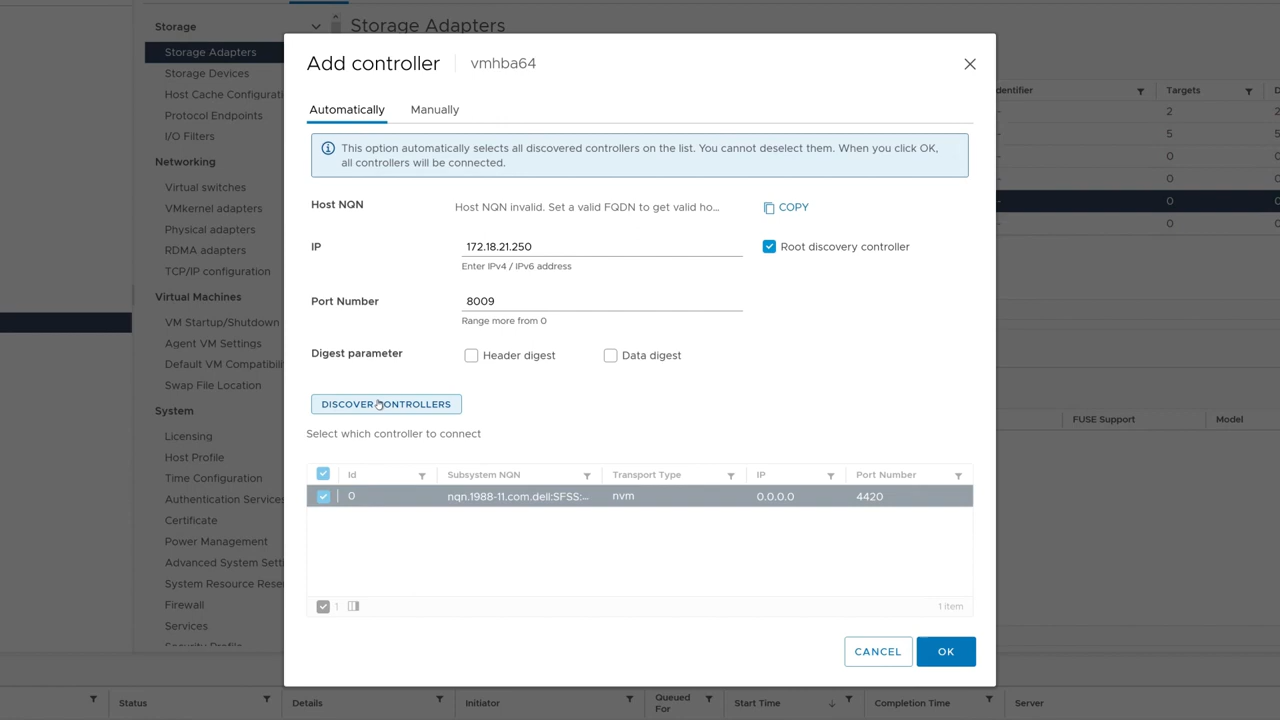 Storage
Storage Adapters
Storage Devices
Host Cache Configurati
Protocol Endpoints
I/O Filters
Networking
Virtual switches
VMkernel adapters
Physical adapters
RDMA adapters
TCP/IP configuration
Virtual Machines
VM Startup/Shutdown
Agent VM Settings
Default VM Compatibili
Swap File Location
System
Licensing
Host Profile
Time Configuration
Authentication Services
Certificate
Power Management
Advanced System Setti
System Resource Rese
Firewall
Services
Storage Adapters
Add controller vmhba64
Automatically Manually
This option automatically selects all discovered controllers on the list. You cannot deselect them. When you click OK,
all controllers will be connected.
Host NQN Host NQN invalid. Set a valid FQDN to get valid ho... COPY
IP 172.18.21.250 Root discovery controller
Enter IPv4 / IPv6 address
Port Number 8009
Range more from 0
Digest parameter Header digest Data digest
DISCOVER CONTROLLERS
Select which controller to connect
Id Subsystem NQN Transport Type IP Port Number
0 nqn.1988-11.com.dell:SFSS:... nvm 0.0.0.0 4420
1 1 item
CANCEL OK
dentifier Targets D
2 2
5 5
0 0
0 0
0 0
0 0
FUSE Support Model
Status Details Initiator Queued For Start Time Completion Time Server